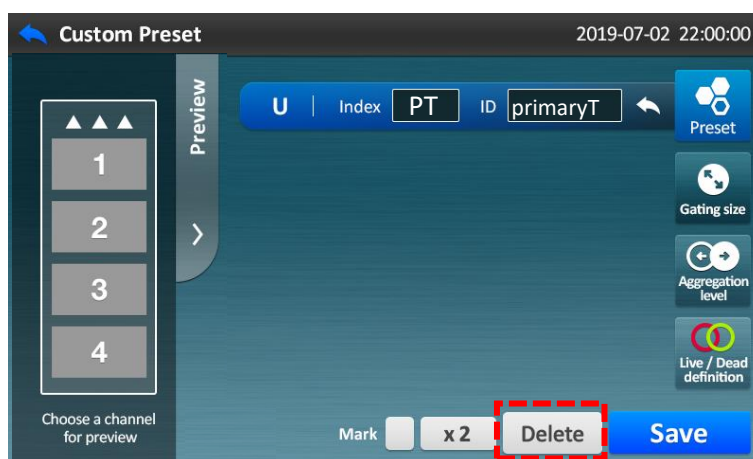 Custom Preset
2019-07-02 22:00:00
1
2
3
4
Choose a channel
for preview
Preview
U
Index
PT
ID
primaryT
Preset
Gating size
Aggregation
level
Live / Dead
definition
Mark
x 2
Delete
Save